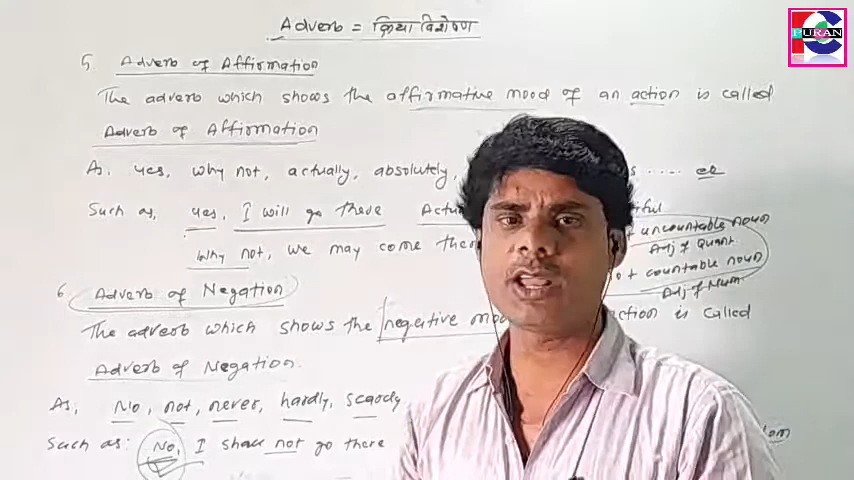 Adverb = क्रिया विशेषण
PURAN
5. Adverb of Affirmation
The adverb which shows the affirmative mood of an action is called
Adverb of Affirmation
As, yes, why not, actually, absolutely,
Such as, yes, I will go there
Why not, we may come
+ uncountable noun
Adj of Quant.
+ countable noun
Adj of Num.
6 Adverb of Negation
The adverb which shows the negative is called
Adverb of Negation.
As, No, not, never, hardly, scarcely
Such as: No, I shall not go there